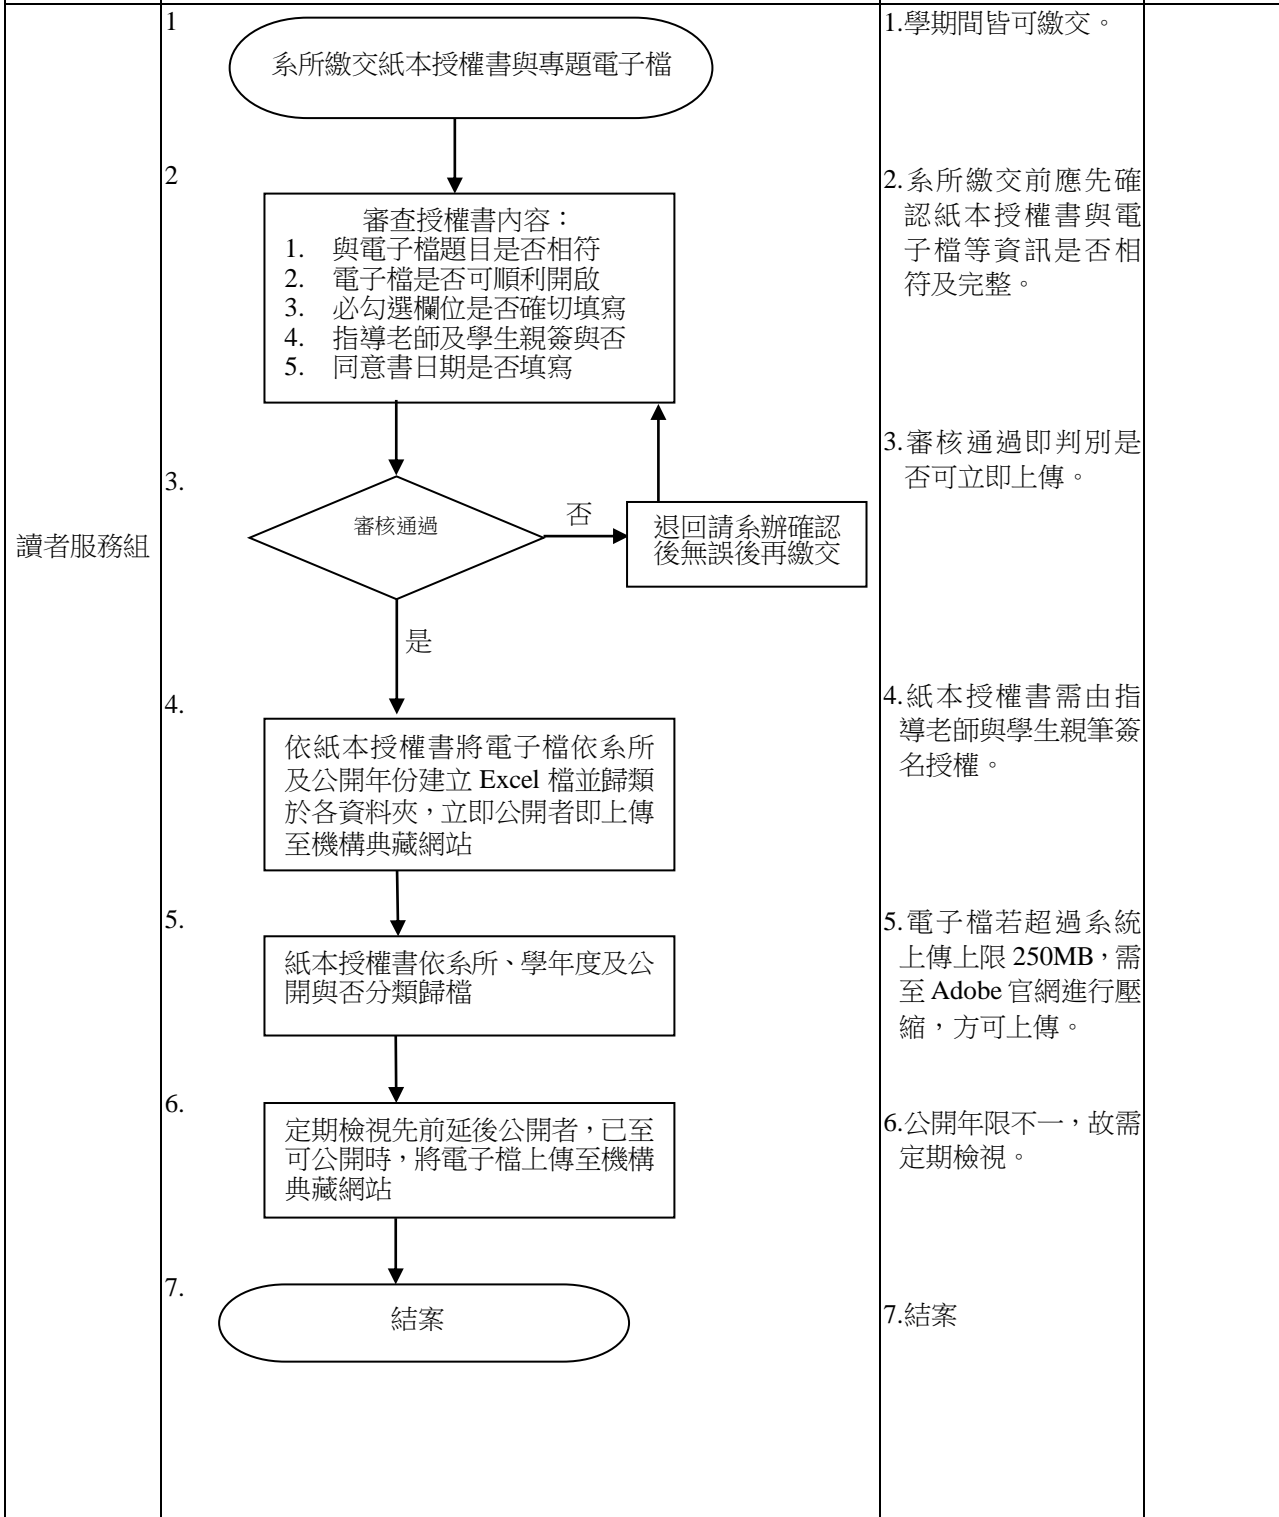 讀者服務組
1
系所繳交紙本授權書與專題電子檔
2
審查授權書內容：
1. 與電子檔題目是否相符
2. 電子檔是否可順利開啟
3. 必勾選欄位是否確切填寫
4. 指導老師及學生親簽與否
5. 同意書日期是否填寫
3.
審核通過
否
退回請系辦確認
後無誤後再繳交
是
4.
依紙本授權書將電子檔依系所
及公開年份建立 Excel 檔並歸類
於各資料夾，立即公開者即上傳
至機構典藏網站
5.
紙本授權書依系所、學年度及公
開與否分類歸檔
6.
定期檢視先前延後公開者，已至
可公開時，將電子檔上傳至機構
典藏網站
7.
結案
1.學期間皆可繳交。
2.系所繳交前應先確
認紙本授權書與電
子檔等資訊是否相
符及完整。
3.審核通過即判別是
否可立即上傳。
4.紙本授權書需由指
導老師與學生親筆簽
名授權。
5.電子檔若超過系統
上傳上限 250MB，需
至 Adobe 官網進行壓
縮，方可上傳。
6.公開年限不一，故需
定期檢視。
7.結案